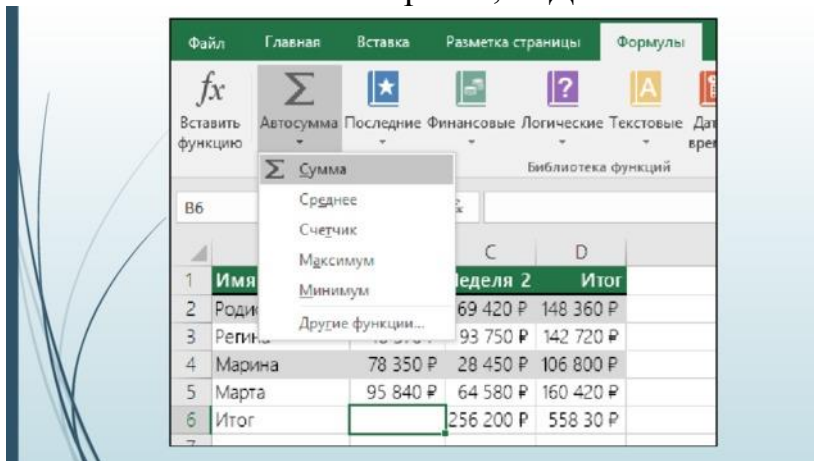 Файл Главная Вставка Разметка страницы Формулы
fx Σ ? A
Вставить Автосумма Последние Финансовые Логические Текстовые
функцию
Библиотека функций
Σ Сумма
Среднее
Счетчик
Максимум
Минимум
Другие функции...
B6
C D
1 Имя Неделя 2 Итог
2 69 420 ₽ 148 360 ₽
3 93 750 ₽ 142 720 ₽
4 Марина 78 350 ₽ 28 450 ₽ 106 800 ₽
5 Марта 95 840 ₽ 64 580 ₽ 160 420 ₽
6 Итог 256 200 ₽ 558 30 ₽